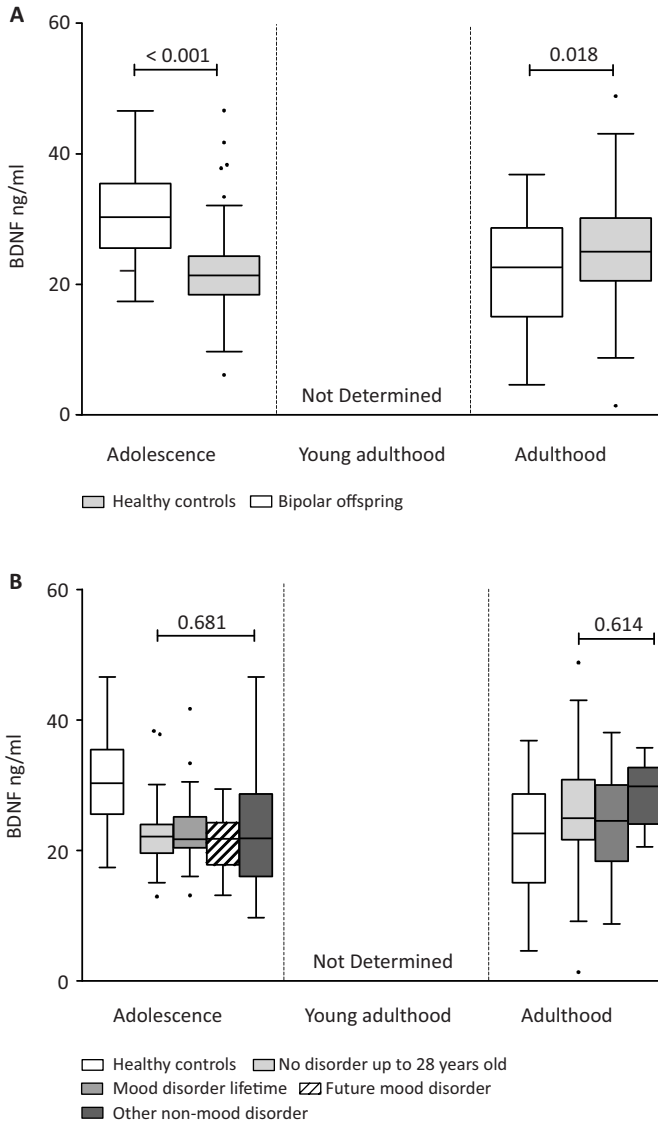 A
60
< 0.001
0.018
40
BDNF ng/ml
20
Not Determined
0
Adolescence Young adulthood Adulthood
Healthy controls Bipolar offspring
B
60
0.681
0.614
40
BDNF ng/ml
20
Not Determined
0
Adolescence Young adulthood Adulthood
Healthy controls No disorder up to 28 years old
Mood disorder lifetime Future mood disorder
Other non-mood disorder